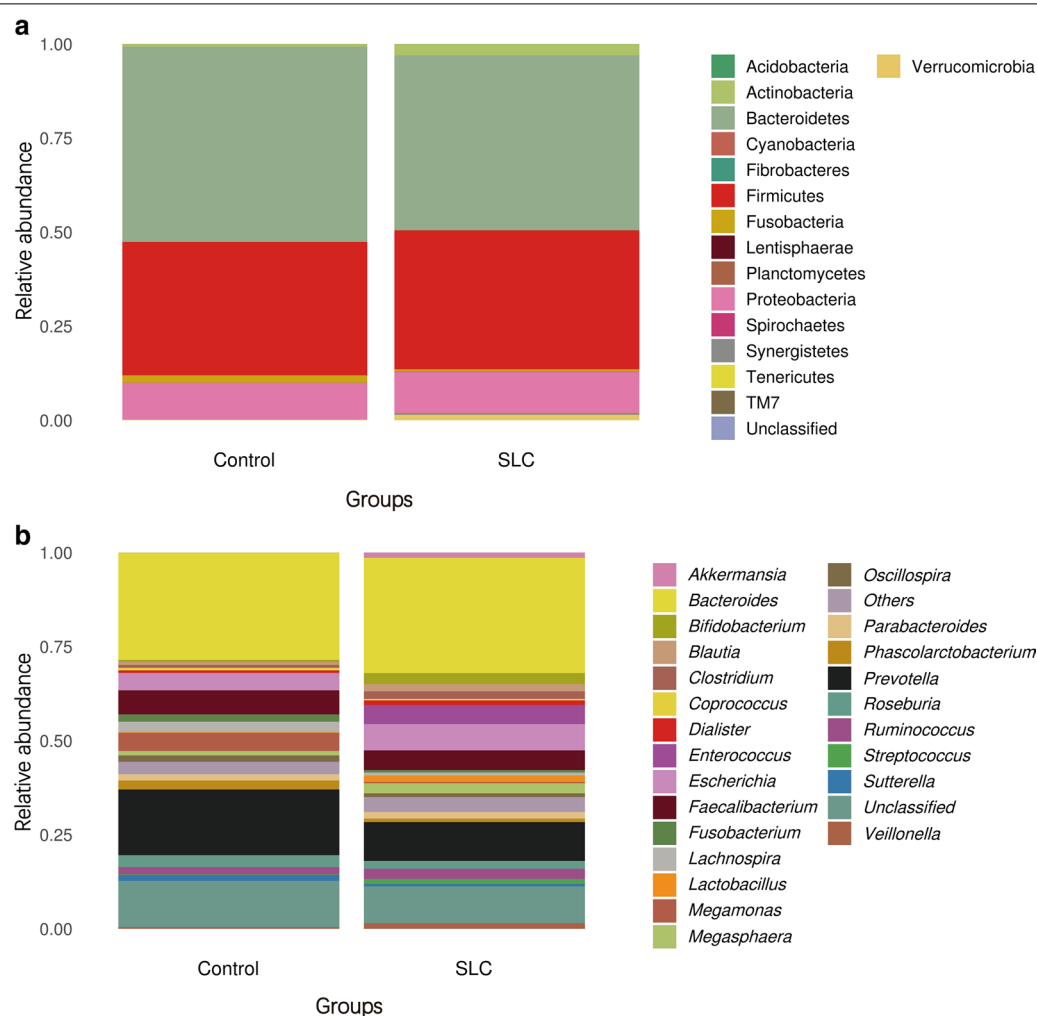 a
1.00
0.75
0.50
0.25
0.00
Relative abundance
Control
SLC
Groups
Acidobacteria
Actinobacteria
Bacteroidetes
Cyanobacteria
Fibrobacteres
Firmicutes
Fusobacteria
Lentisphaerae
Planctomycetes
Proteobacteria
Spirochaetes
Synergistetes
Tenericutes
TM7
Unclassified
Verrucomicrobia
b
1.00
0.75
0.50
0.25
0.00
Relative abundance
Control
SLC
Groups
Akkermansia
Bacteroides
Bifidobacterium
Blautia
Clostridium
Coprococcus
Dialister
Enterococcus
Escherichia
Faecalibacterium
Fusobacterium
Lachnospira
Lactobacillus
Megamonas
Megasphaera
Oscillospira
Others
Parabacteroides
Phascolarctobacterium
Prevotella
Roseburia
Ruminococcus
Streptococcus
Sutterella
Unclassified
Veillonella